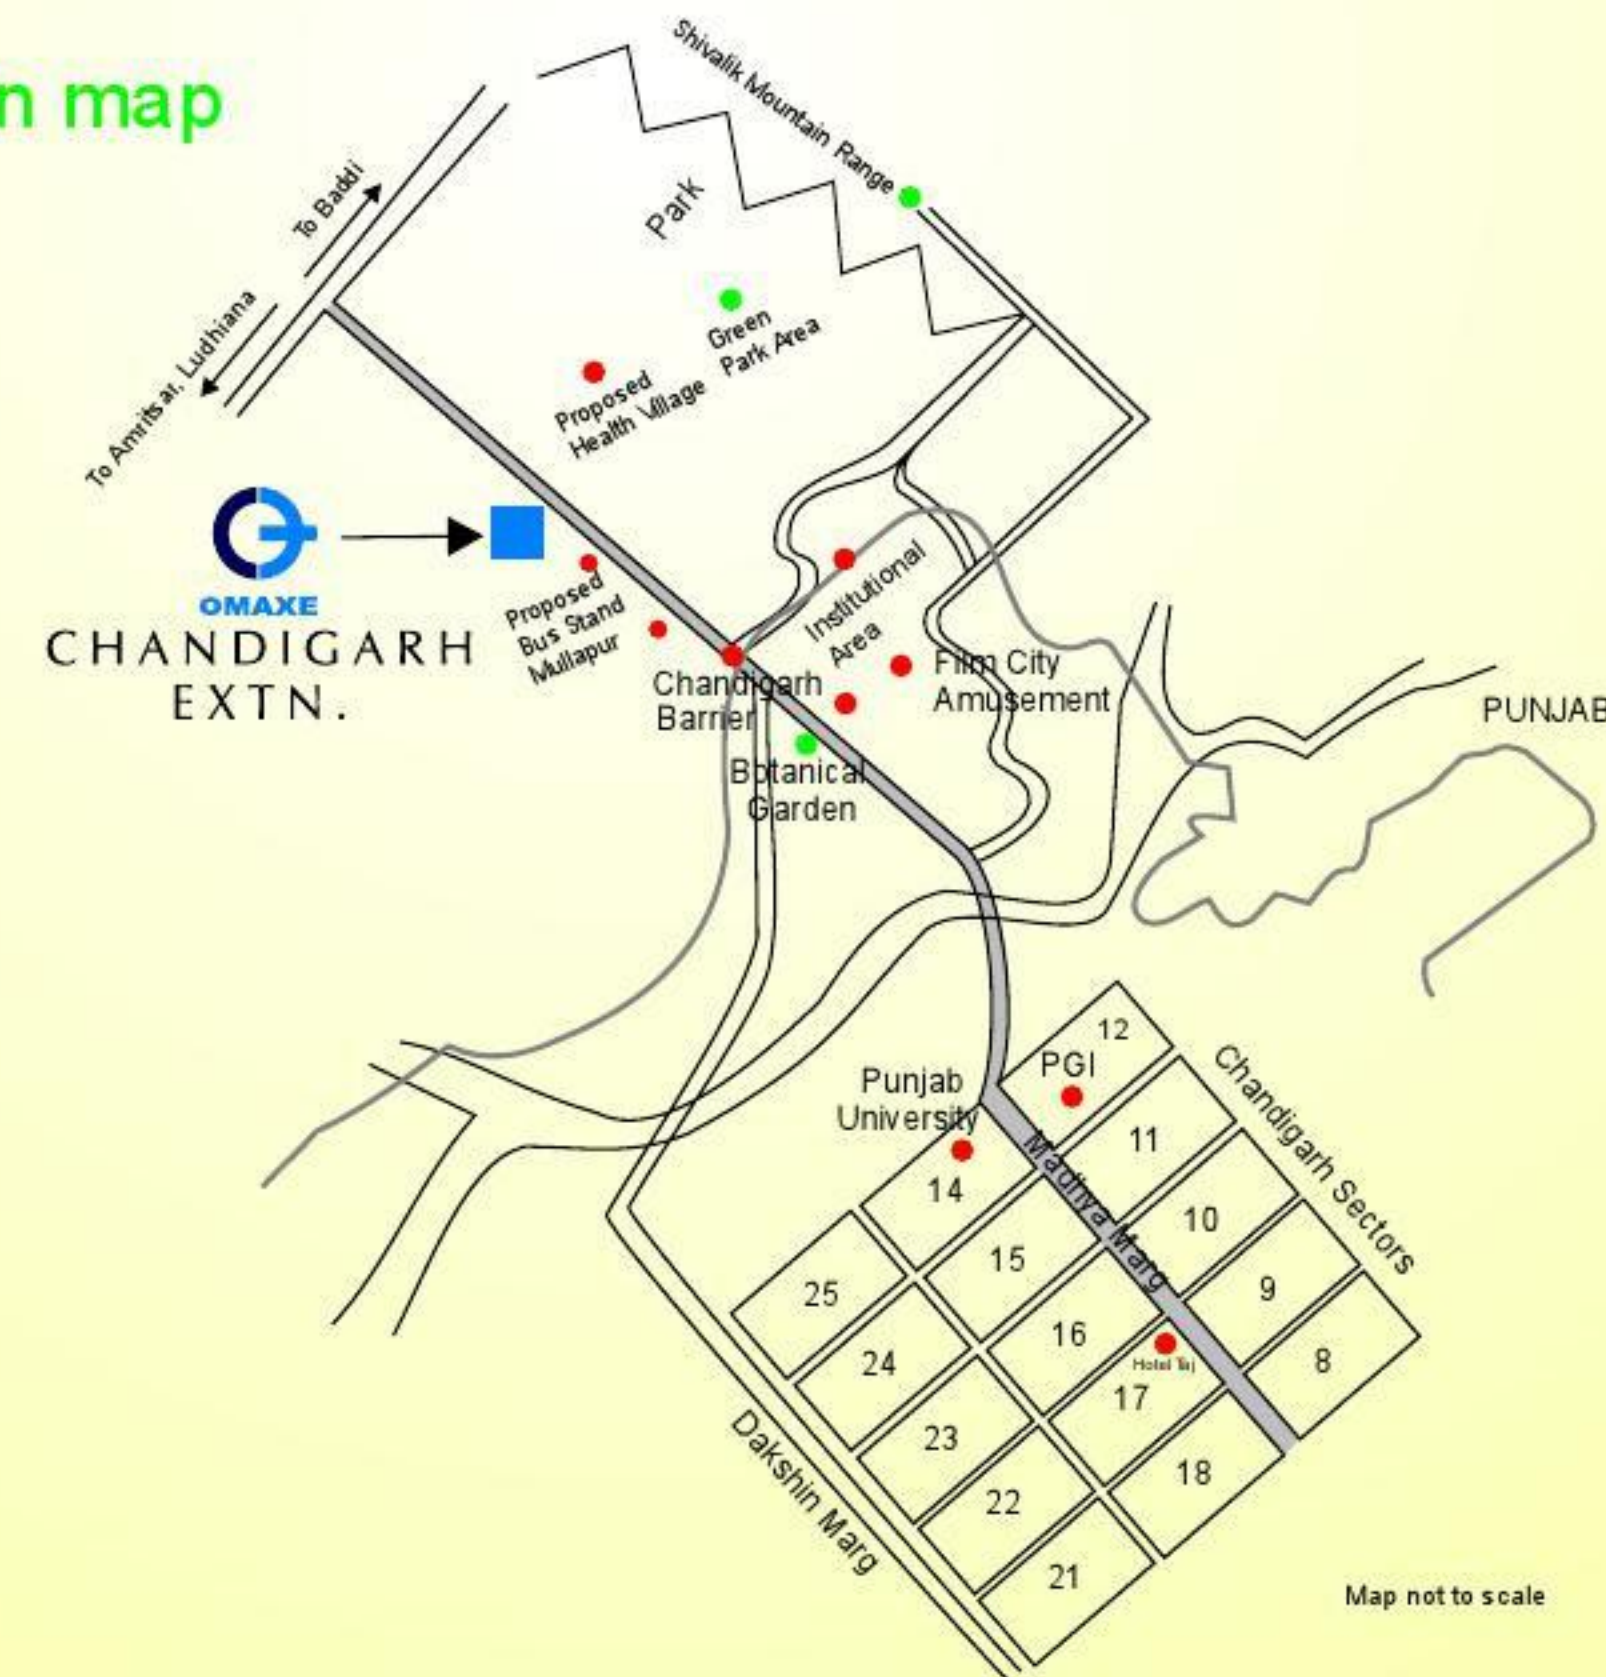 n map
Shivalik Mountain Range
To Baddi
Park
To Amritsar, Ludhiana
Green
Park Area
Proposed
Health Village
OMAXE
CHANDIGARH
EXTN.
Proposed
Bus Stand
Mullapur
Institutional
Area
Chandigarh
Barrier
Film City
Amusement
PUNJAB
Botanical
Garden
12
PGI
Punjab
University
Chandigarh Sectors
11
Madhya Marg
14
10
15
9
25
16
8
24
Hotel Taj
17
23
18
22
Dakshin Marg
21
Map not to scale